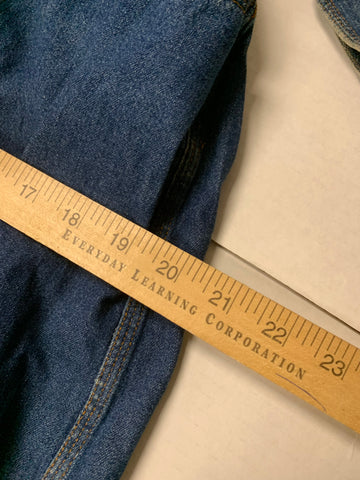 17 18 19 20 21 22 23
EVERYDAY LEARNING CORPORATION